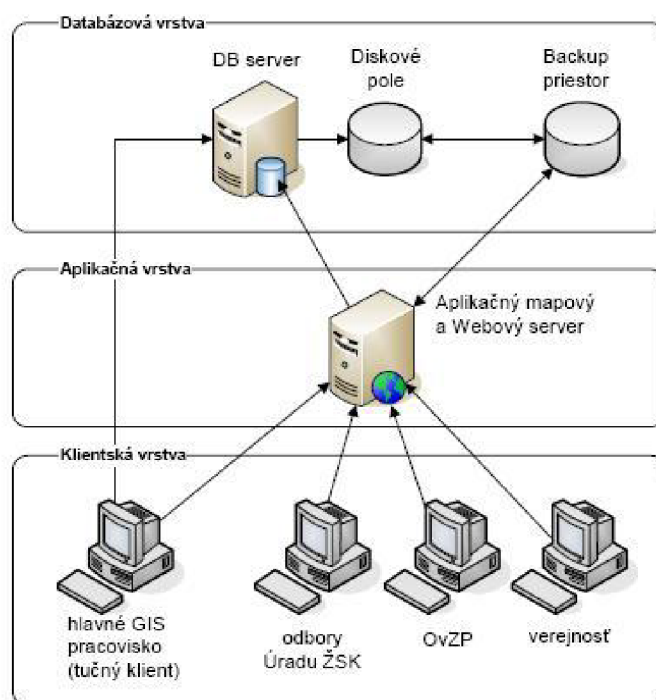 Databázová vrstva
DB server
Diskové
pole
Backup
priestor
Aplikačná vrstva
Aplikačný mapový
a Webový server
Klientská vrstva
hlavné GIS
pracovisko
(tučný klient)
odbory
Úradu ŽSK
OvZP
verejnosť